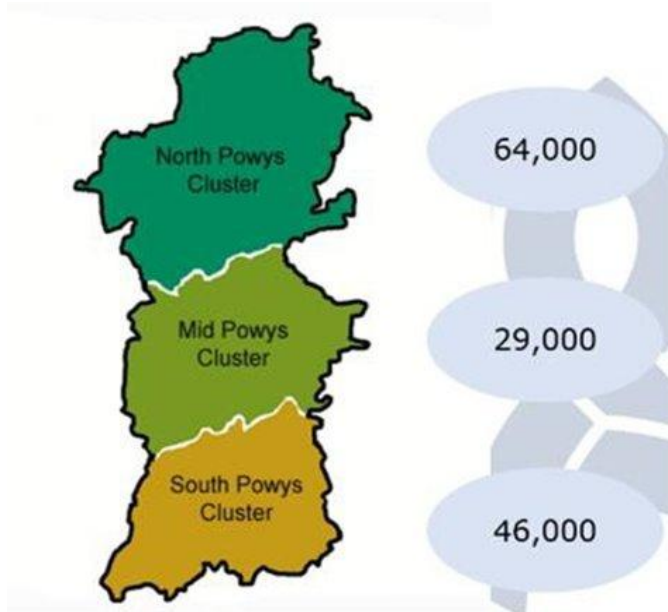 North Powys
Cluster
64,000
Mid Powys
Cluster
29,000
South Powys
Cluster
46,000